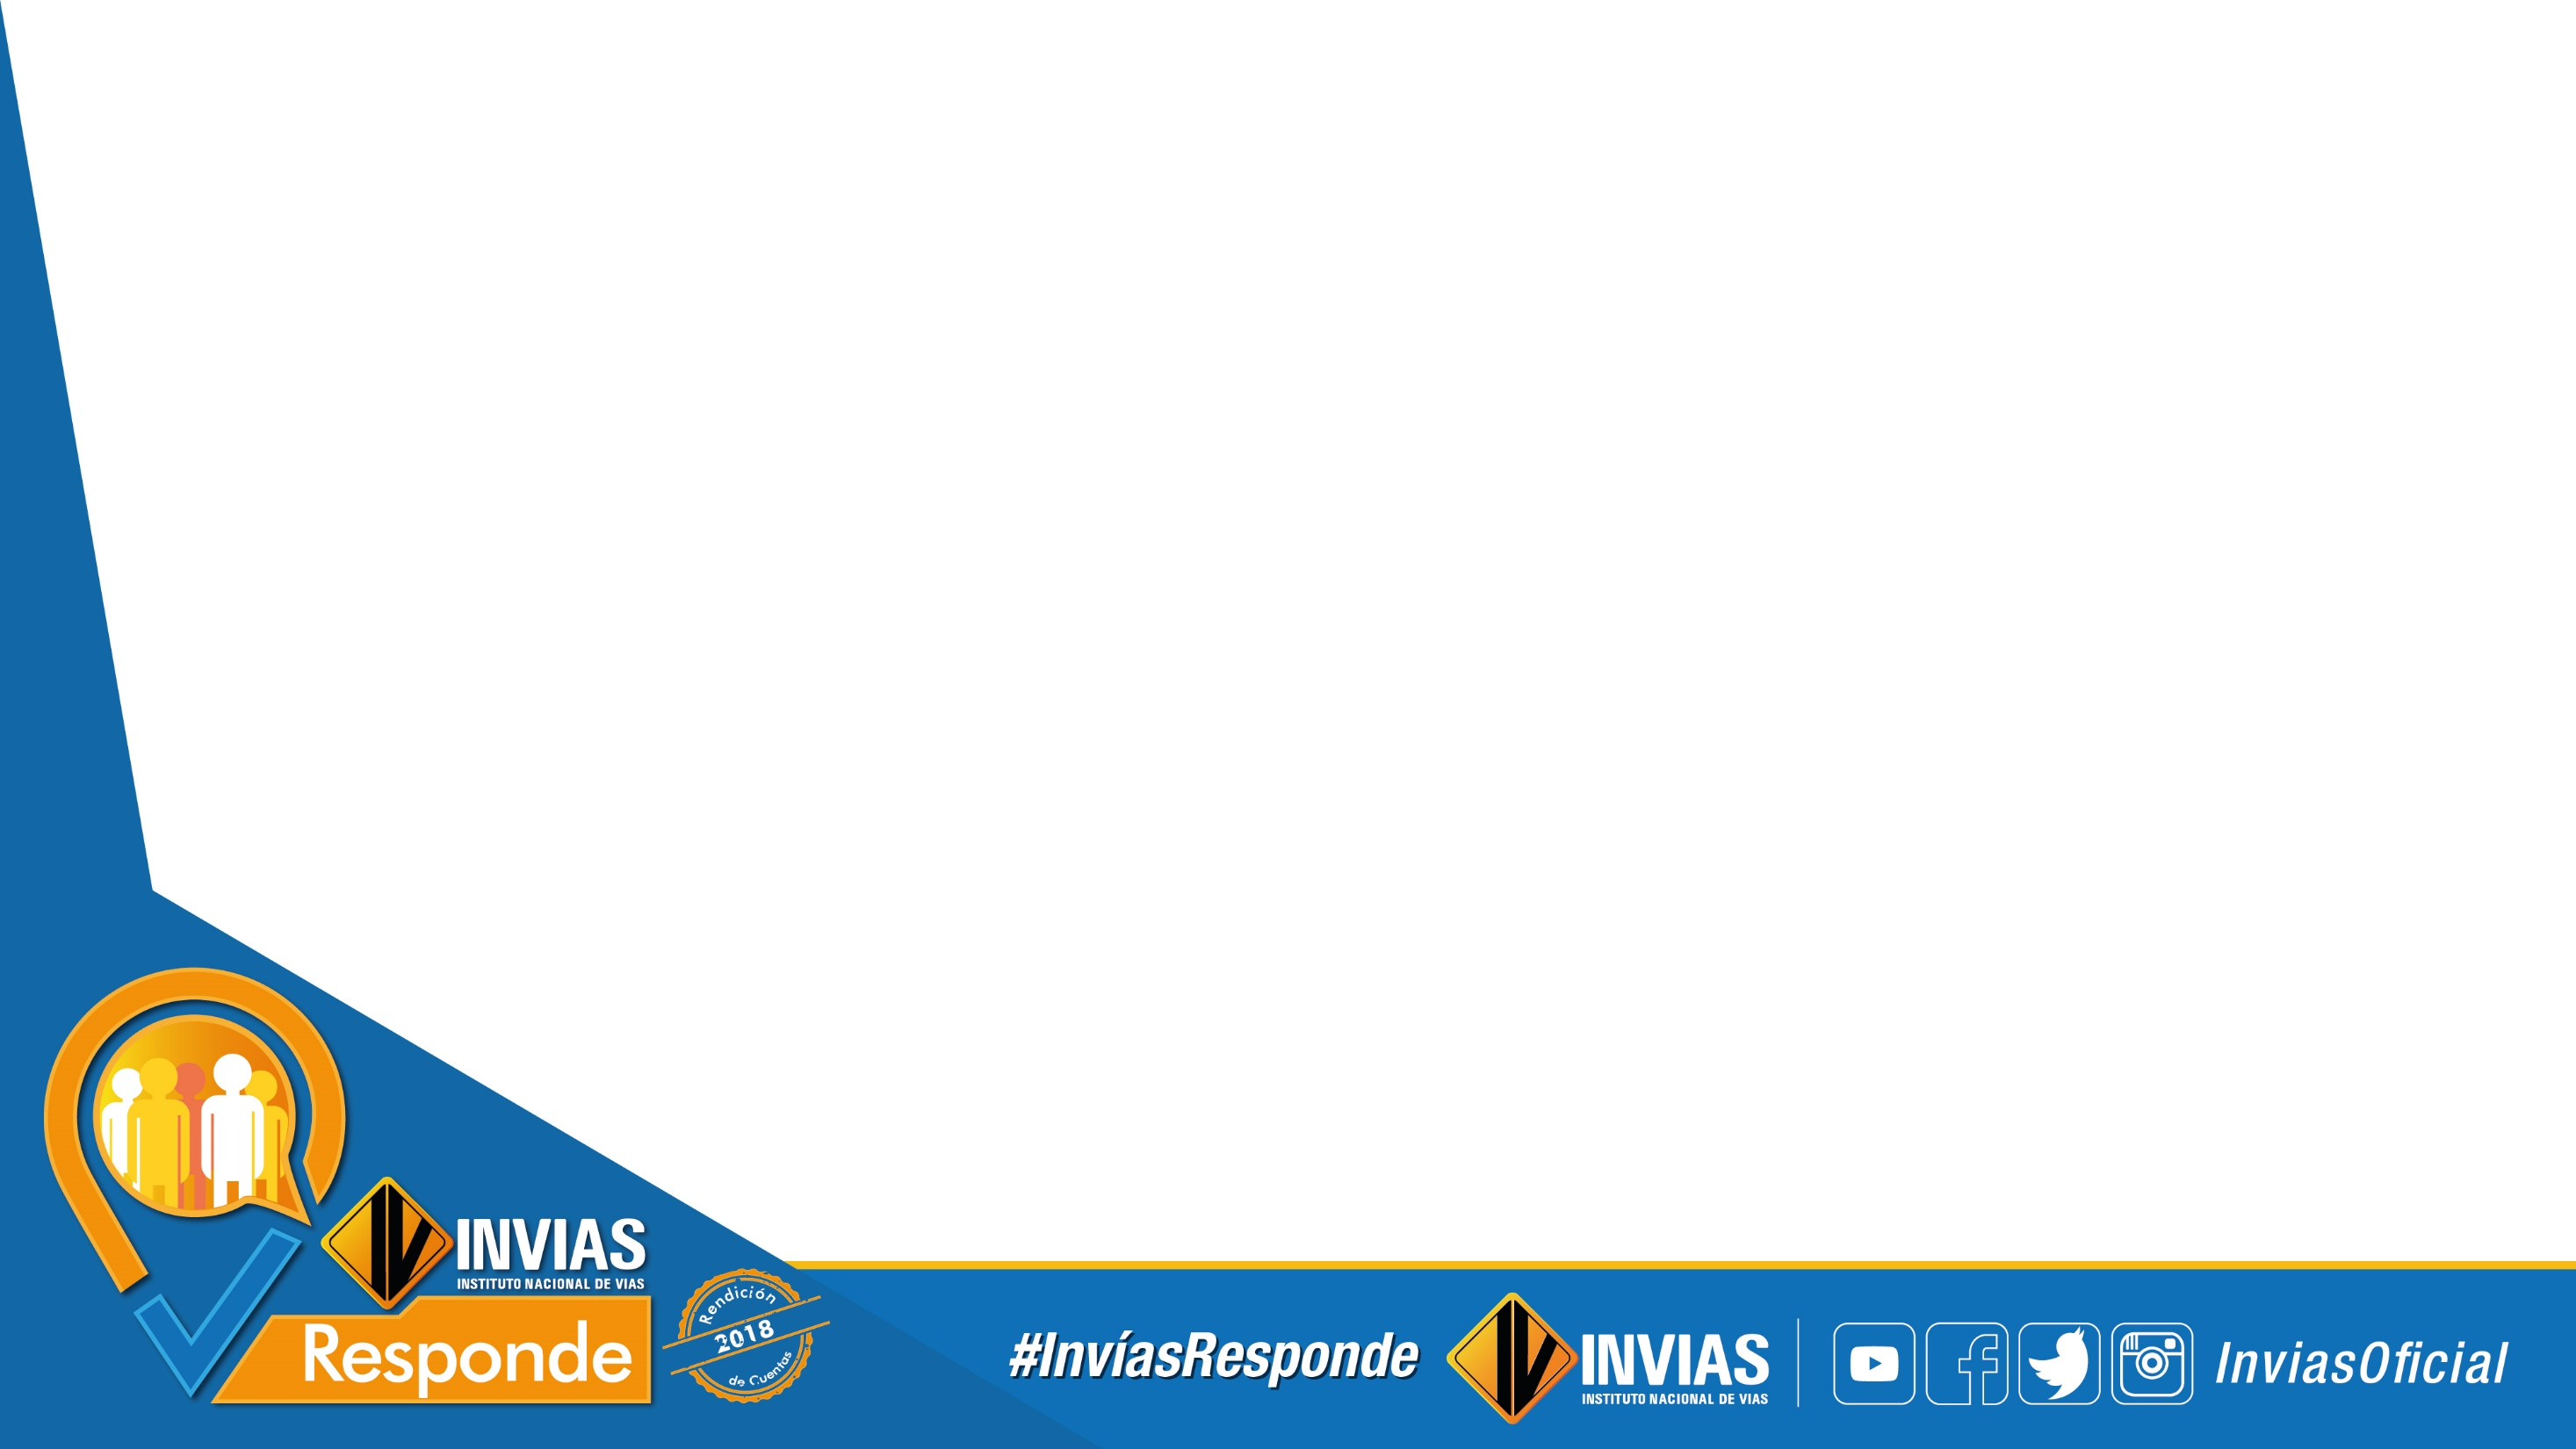 INVIAS
INSTITUTO NACIONAL DE VIAS
Responde
Rendición
2018
de Cuentas
#InvíasResponde
INVIAS
INSTITUTO NACIONAL DE VIAS
InviasOficial